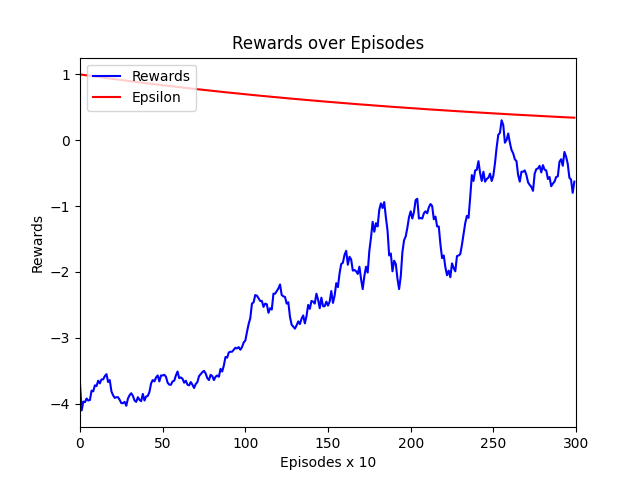 Rewards over Episodes
Rewards
Epsilon
1
0
−1
−2
−3
−4
Rewards
0 50 100 150 200 250 300
Episodes x 10